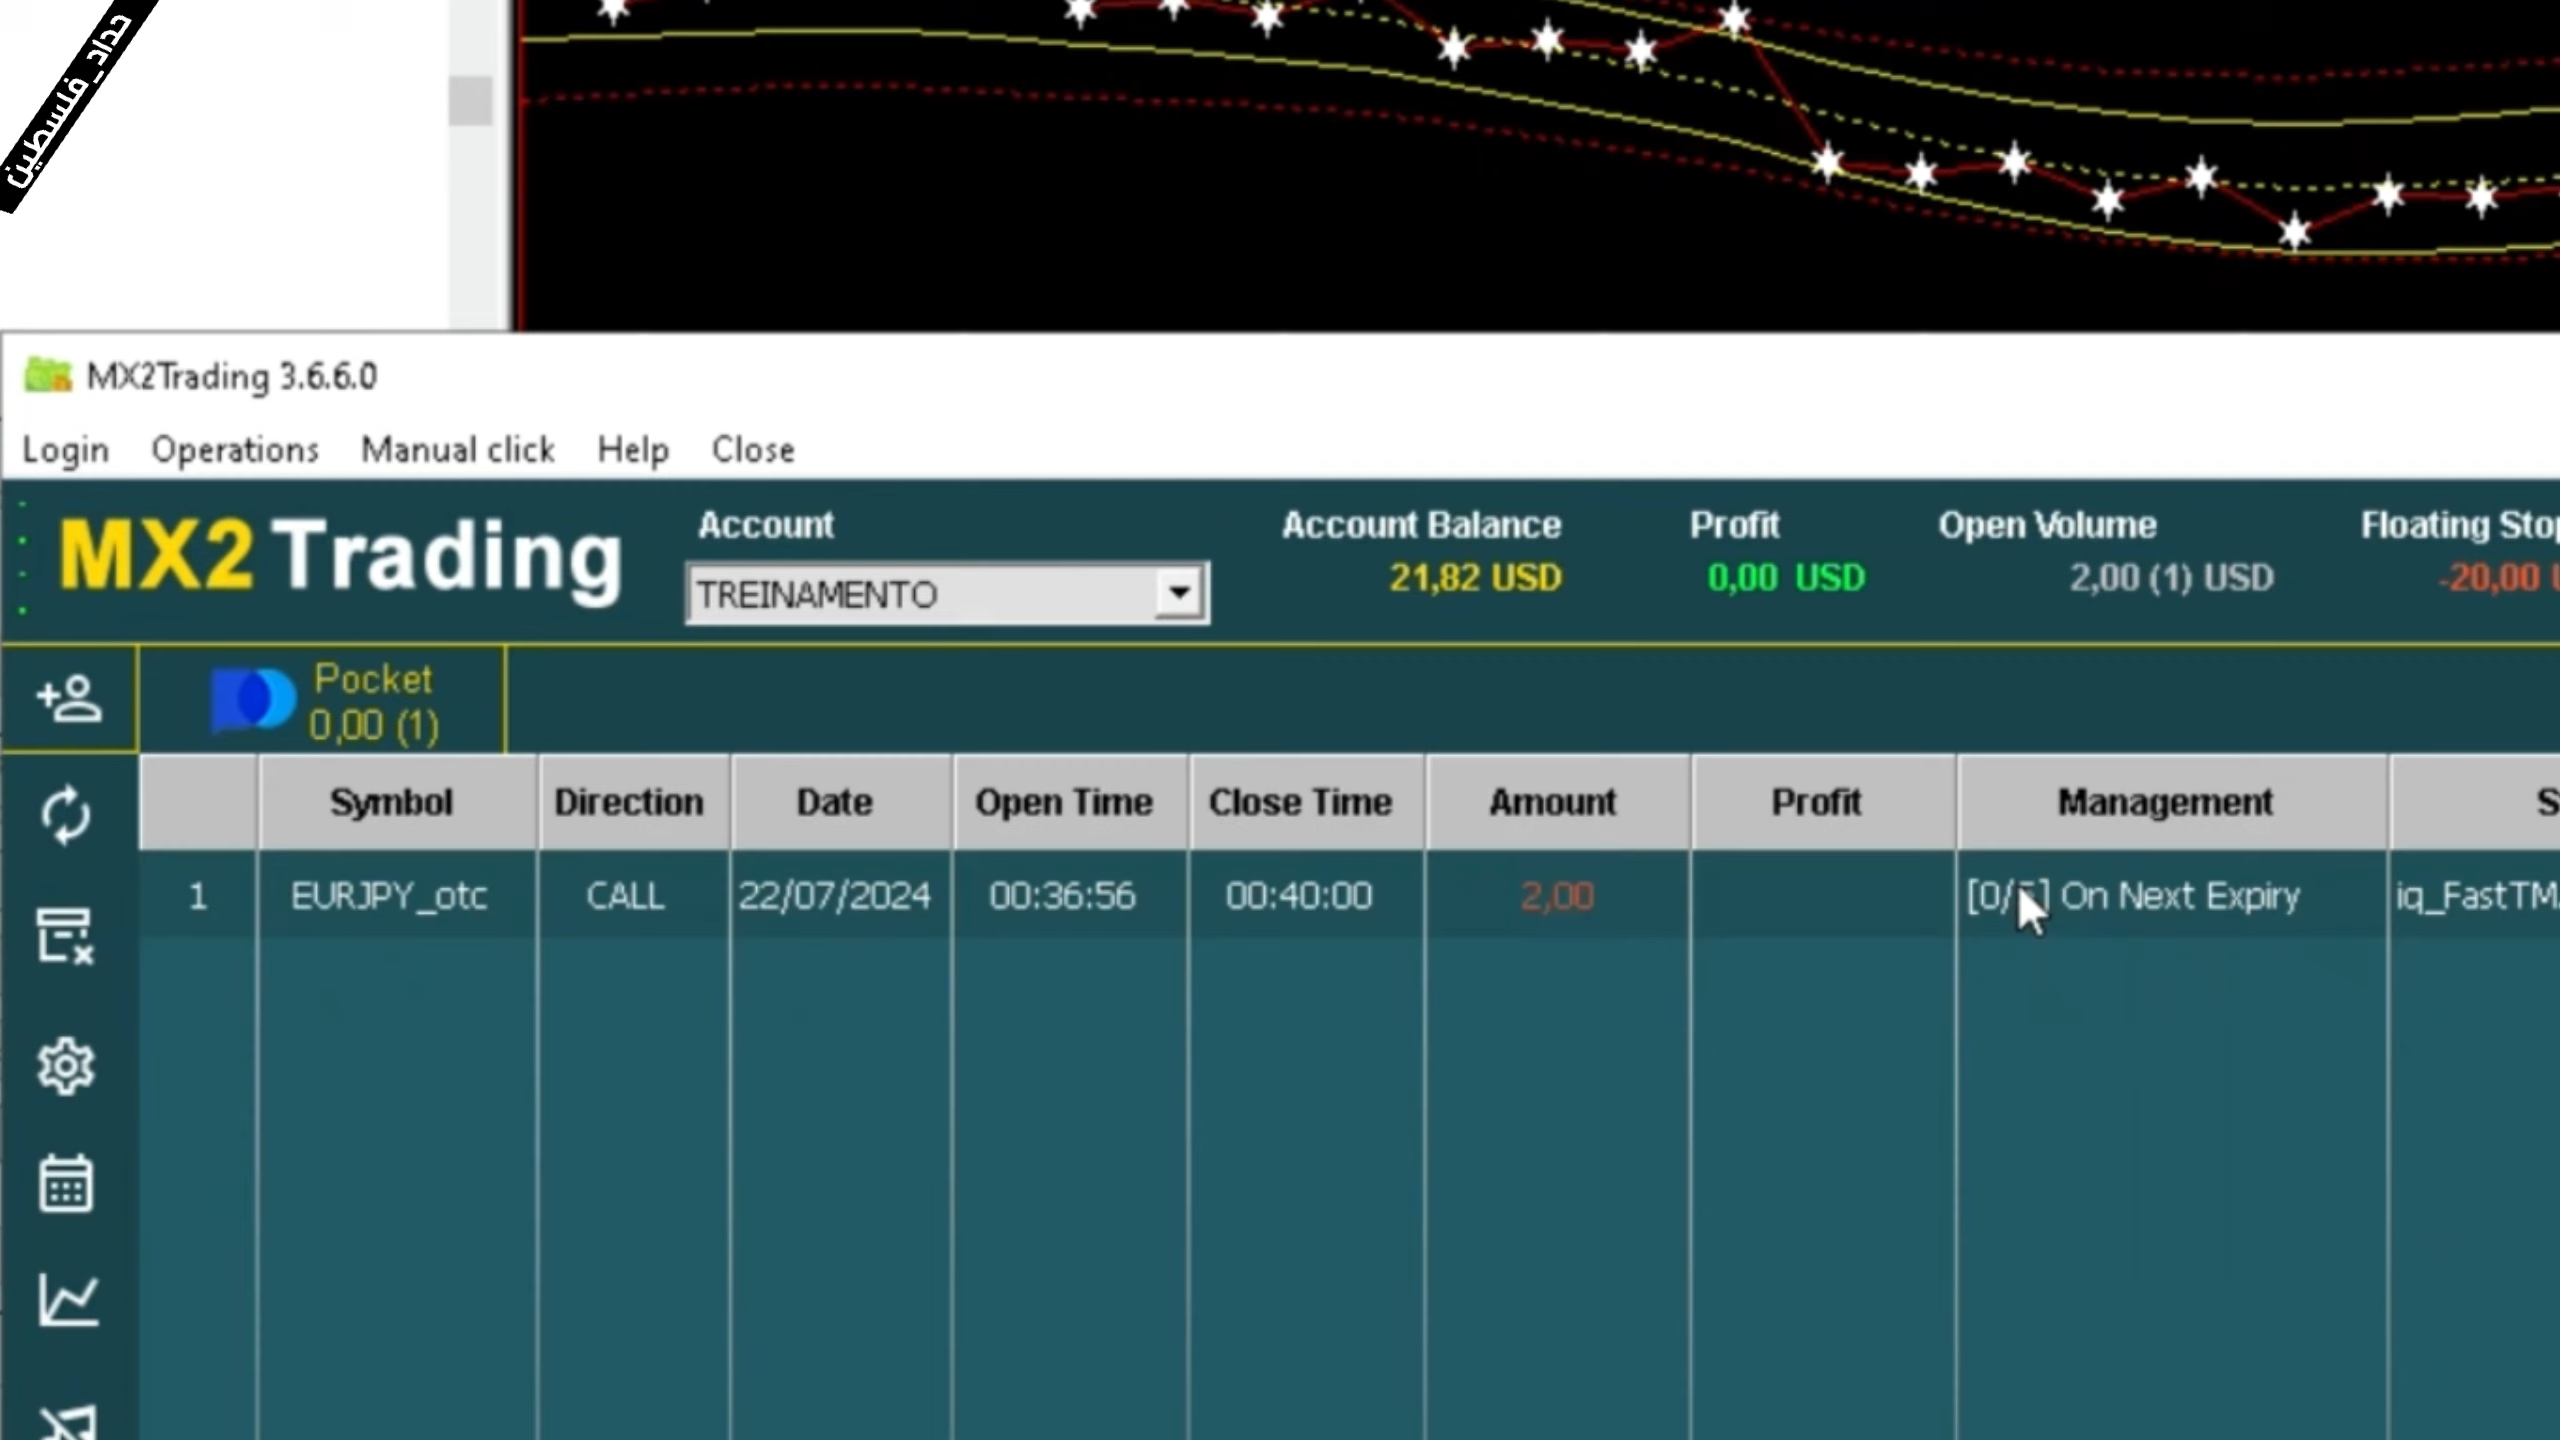 حداد_فلسطين
MX2Trading 3.6.6.0
Login Operations Manual click Help Close
MX2 Trading
Account Account Balance Profit Open Volume Floating
TREINAMENTO 21,82 USD 0,00 USD 2,00 (1) USD -20,00
Pocket
0,00 (1)
Symbol Direction Date Open Time Close Time Amount Profit Management
1 EURJPY_otc CALL 22/07/2024 00:36:56 00:40:00 2,00 On Next Expiry